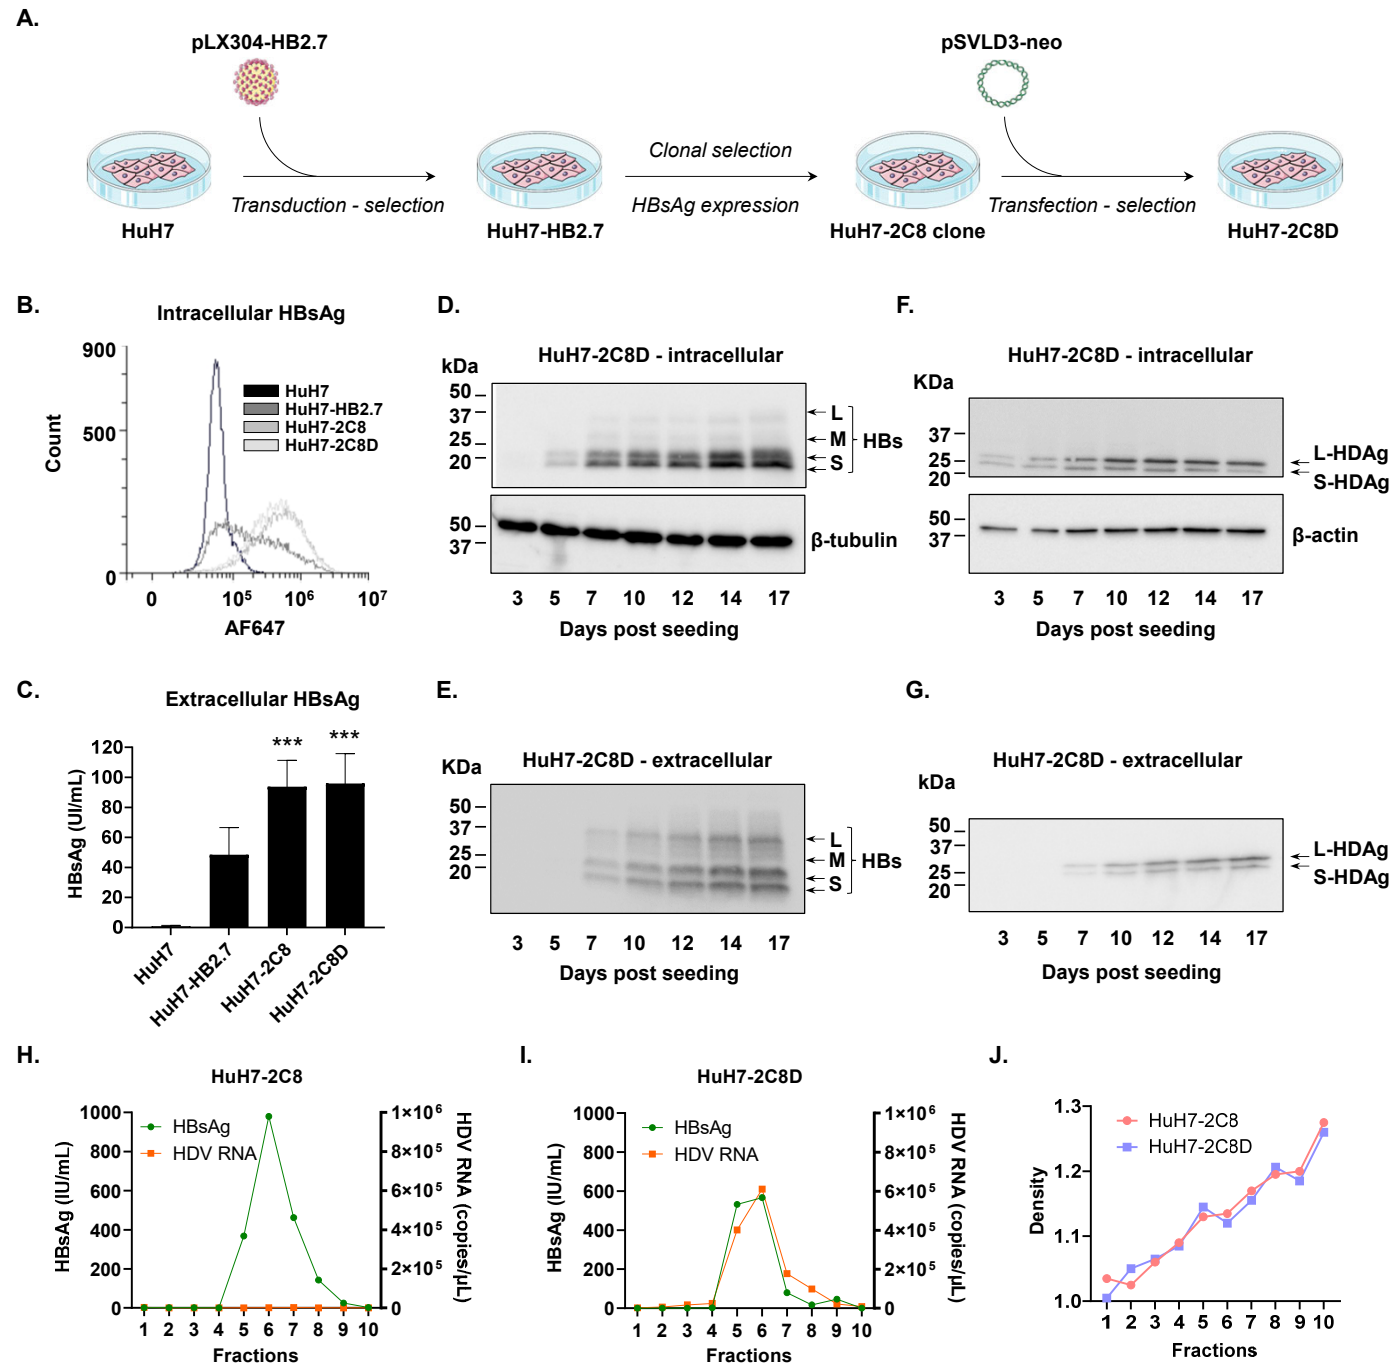 A.
pLX304-HB2.7
pSVLD3-neo
Clonal selection
Transduction - selection
HBsAg expression
Transfection - selection
HuH7
HuH7-HB2.7
HuH7-2C8 clone
HuH7-2C8D
B.
Intracellular HBsAg
900
500
0
Count
HuH7
HuH7-HB2.7
HuH7-2C8
HuH7-2C8D
0 10⁵ 10⁶ 10⁷
AF647
C.
Extracellular HBsAg
*** ***
120
100
80
60
40
20
0
HBsAg (UI/mL)
HuH7
HuH7-HB2.7
HuH7-2C8
HuH7-2C8D
D.
HuH7-2C8D - intracellular
kDa
50
37
25
20
L
M
S
HBs
50
37
β-tubulin
3 5 7 10 12 14 17
Days post seeding
E.
HuH7-2C8D - extracellular
KDa
50
37
25
20
L
M
S
HBs
3 5 7 10 12 14 17
Days post seeding
F.
HuH7-2C8D - intracellular
KDa
37
25
20
L-HDAg
S-HDAg
50
37
β-actin
3 5 7 10 12 14 17
Days post seeding
G.
HuH7-2C8D - extracellular
kDa
50
37
25
20
L-HDAg
S-HDAg
3 5 7 10 12 14 17
Days post seeding
H.
HuH7-2C8
HBsAg
HDV RNA
1000
800
600
400
200
0
HBsAg (IU/mL)
1×10⁶
8×10⁵
6×10⁵
4×10⁵
2×10⁵
0
HDV RNA (copies/µL)
1 2 3 4 5 6 7 8 9 10
Fractions
I.
HuH7-2C8D
HBsAg
HDV RNA
1000
800
600
400
200
0
HBsAg (IU/mL)
1×10⁶
8×10⁵
6×10⁵
4×10⁵
2×10⁵
0
HDV RNA (copies/µL)
1 2 3 4 5 6 7 8 9 10
Fractions
J.
HuH7-2C8
HuH7-2C8D
1.3
1.2
1.1
1.0
Density
1 2 3 4 5 6 7 8 9 10
Fractions